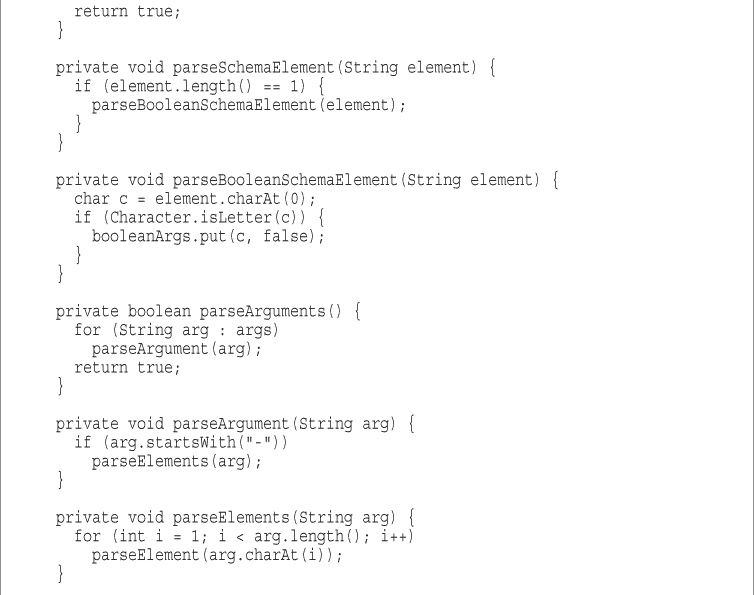 return true;
}
private void parseSchemaElement(String element) {
if (element.length() == 1) {
parseBooleanSchemaElement(element);
}
}
private void parseBooleanSchemaElement(String element) {
char c = element.charAt(0);
if (Character.isLetter(c)) {
booleanArgs.put(c, false);
}
}
private boolean parseArguments() {
for (String arg : args)
parseArgument(arg);
return true;
}
private void parseArgument(String arg) {
if (arg.startsWith("-"))
parseElements(arg);
}
private void parseElements(String arg) {
for (int i = 1; i < arg.length(); i++)
parseElement(arg.charAt(i));
}